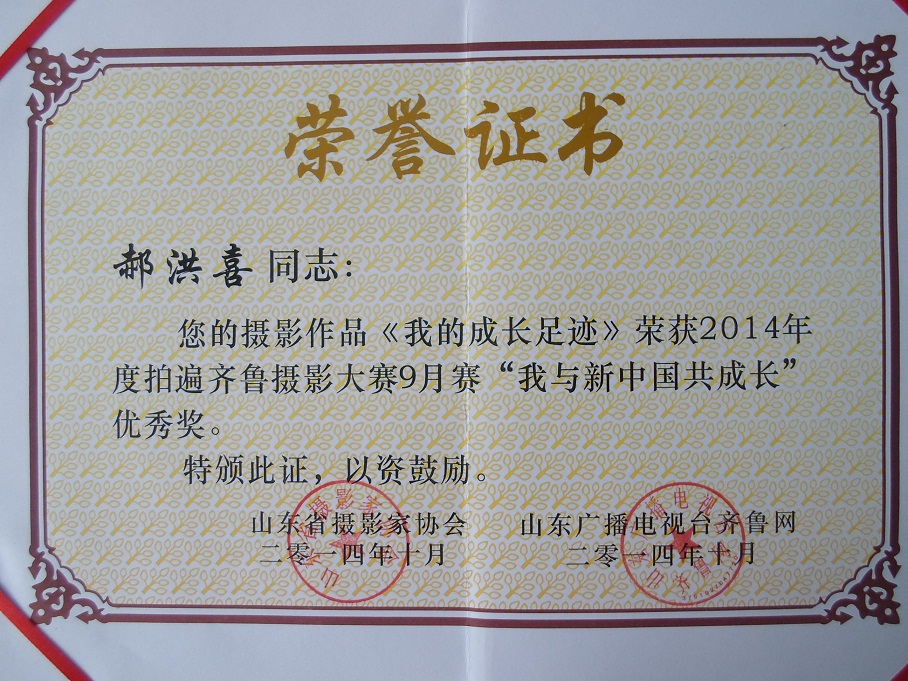 荣誉证书
郝洪喜同志：
您的摄影作品《我的成长足迹》荣获2014年
度拍遍齐鲁摄影大赛9月赛“我与新中国共成长”
优秀奖。
特颁此证，以资鼓励。
山东省摄影家协会
二零一四年十月
山东广播电视台齐鲁网
二零一四年十月